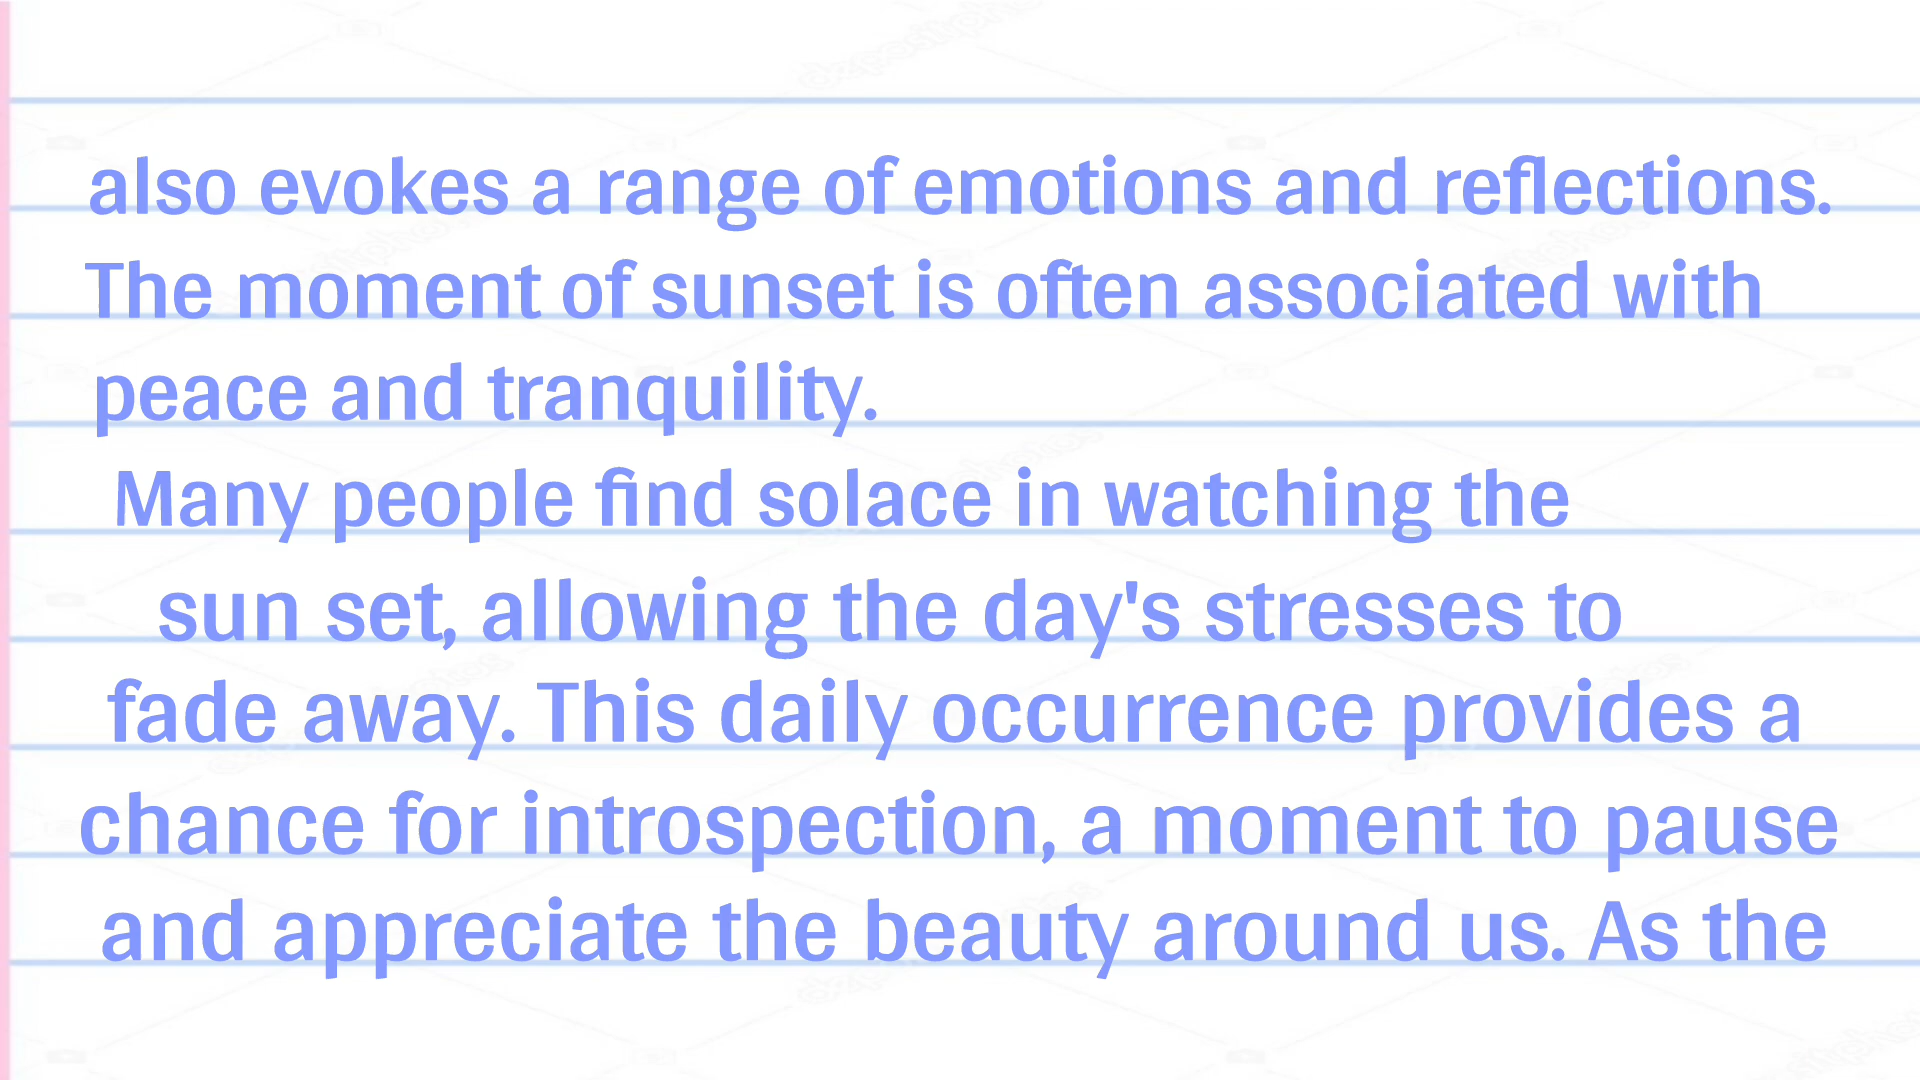 also evokes a range of emotions and reflections.
The moment of sunset is often associated with
peace and tranquility.
Many people find solace in watching the
sun set, allowing the day's stresses to
fade away. This daily occurrence provides a
chance for introspection, a moment to pause
and appreciate the beauty around us. As the